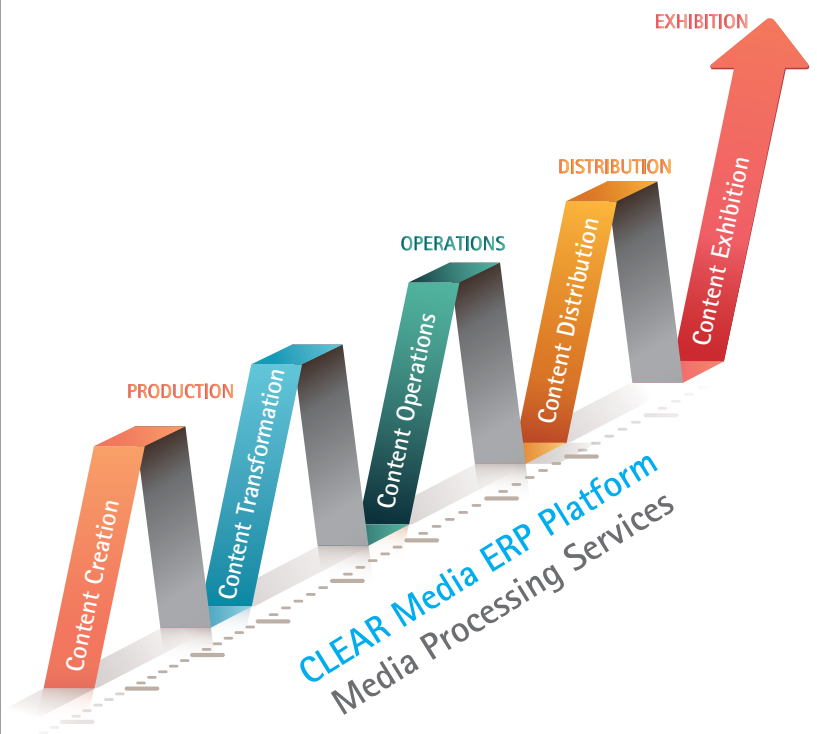 EXHIBITION
DISTRIBUTION
OPERATIONS
PRODUCTION
Content Creation
Content Transformation
Content Operations
Content Distribution
Content Exhibition
CLEAR Media ERP Platform
Media Processing Services